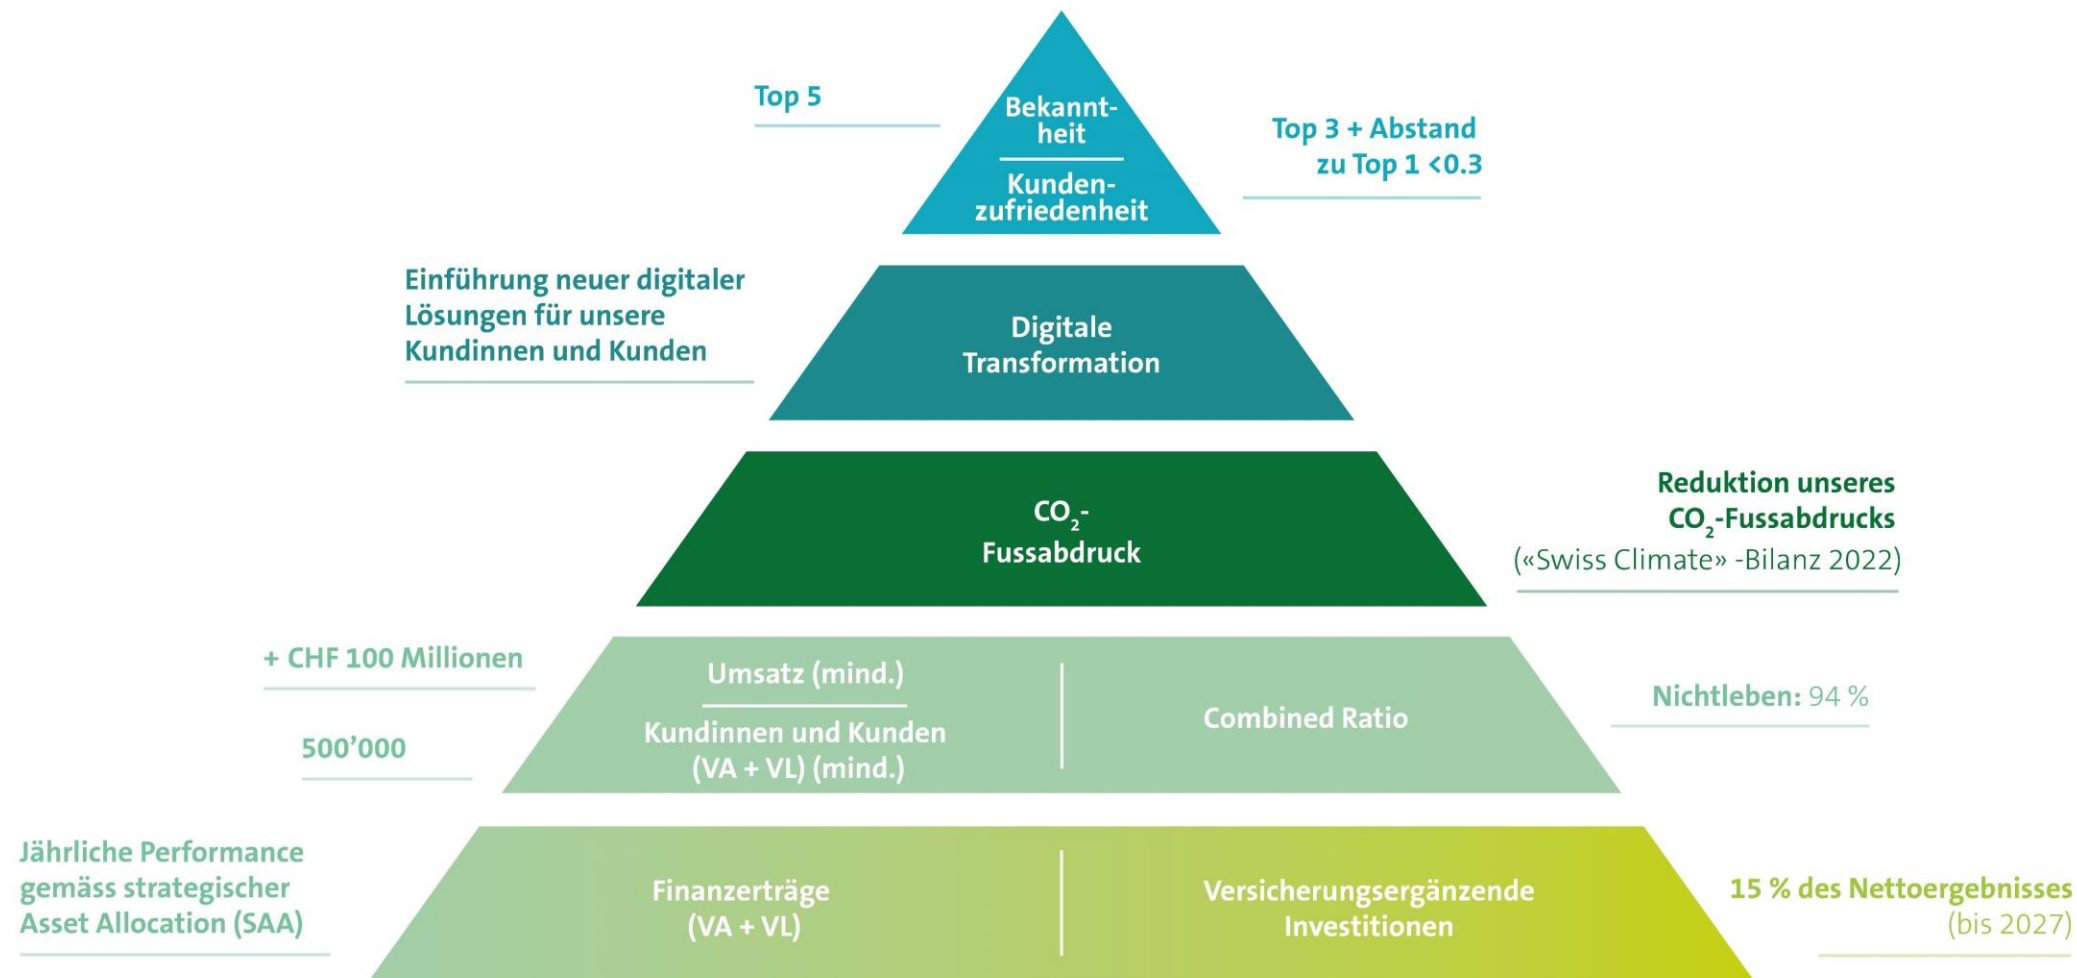 Top 5
Bekannt-
heit
Kunden-
zufriedenheit
Top 3 + Abstand
zu Top 1 <0.3
Einführung neuer digitaler
Lösungen für unsere
Kundinnen und Kunden
Digitale
Transformation
CO₂-
Fussabdruck
Reduktion unseres
CO₂-Fussabdrucks
(«Swiss Climate» -Bilanz 2022)
+ CHF 100 Millionen
500’000
Umsatz (mind.)
Kundinnen und Kunden
(VA + VL) (mind.)
Combined Ratio
Nichtleben: 94 %
Jährliche Performance
gemäss strategischer
Asset Allocation (SAA)
Finanzerträge
(VA + VL)
Versicherungsergänzende
Investitionen
15 % des Nettoergebnisses
(bis 2027)